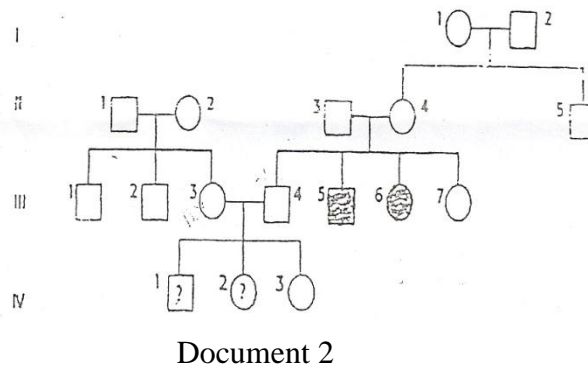 I 1 2
II 1 2 3 4 5
III 1 2 3 4 5 6 7
IV 1 ? 2 ? 3
Document 2